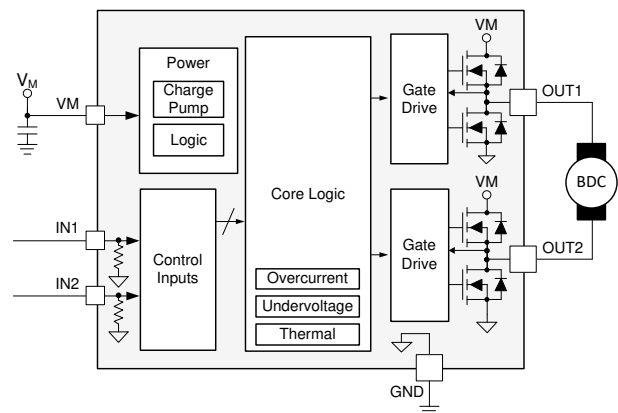 VM
Power
Charge
Pump
Logic
VM
VM
Core Logic
Gate
Drive
OUT1
BDC
IN1
IN2
Control
Inputs
Overcurrent
Undervoltage
Thermal
VM
Gate
Drive
OUT2
GND